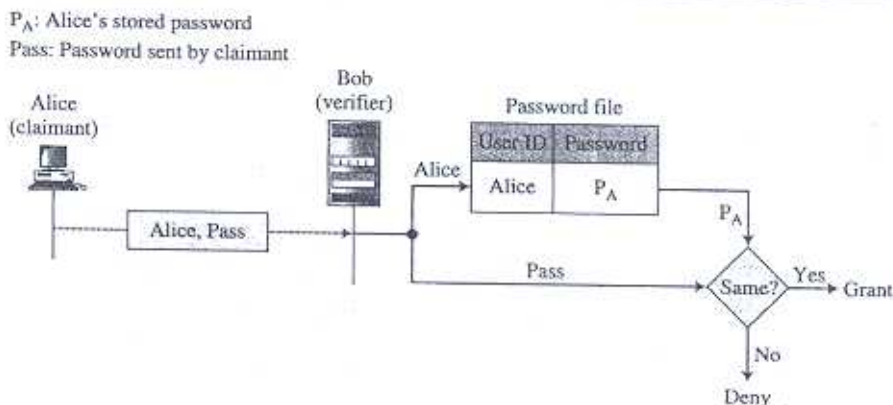 P_A: Alice's stored password
Pass: Password sent by claimant
Bob
(verifier)
Alice
(claimant)
Password file
User ID Password
Alice
Alice P_A
Alice, Pass
P_A
Pass
Same?
Yes
Grant
No
Deny